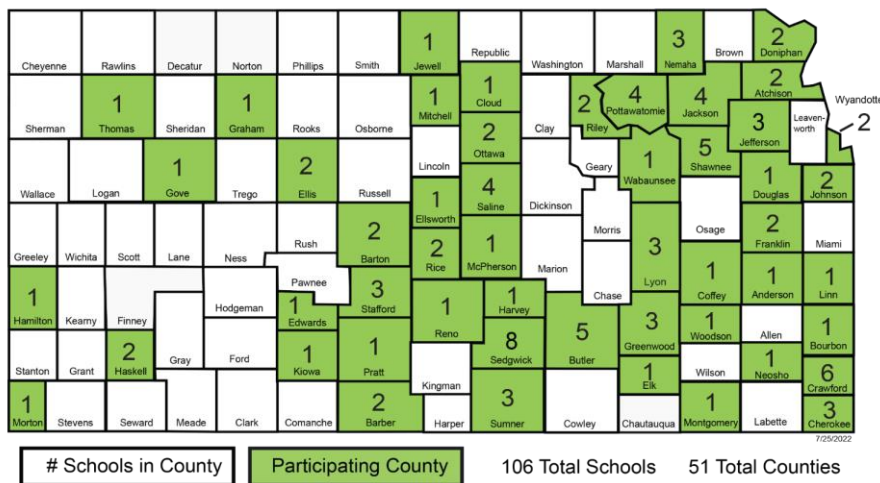 1 1 3 2
Cheyenne Rawlins Decatur Norton Phillips Smith Jewell Republic Washington Marshall Nemaha Brown Doniphan
1 1 1 1 2 4 4 2
Sherman Thomas Sheridan Graham Rooks Osborne Mitchell Cloud Clay Riley Pottawatomie Jackson Atchison Wyandotte
2 3 2
Ottawa Jefferson Leaven-
worth
1 2 4 1 5 1 2
Wallace Logan Gove Trego Ellis Russell Lincoln Saline Dickinson Geary Wabaunsee Shawnee Douglas Johnson
1
Ellsworth
2 2 1 3 2
Greeley Wichita Scott Lane Ness Rush Barton Rice McPherson Marion Morris Lyon Osage Franklin Miami
1 3 1 1 1
Hamilton Kearny Finney Hodgeman Pawnee Stafford Chase Coffey Anderson Linn
1 1 1
Edwards Reno Harvey
2 1 1 8 5 3 1 1
Stanton Grant Haskell Gray Ford Kiowa Pratt Kingman Sedgwick Butler Greenwood Woodson Allen Bourbon
1 1 6
Elk Wilson Neosho Crawford
1 2 3 1 3
Morton Stevens Seward Meade Clark Comanche Barber Harper Sumner Cowley Chautauqua Montgomery Labette Cherokee
7/25/2022
# Schools in County Participating County 106 Total Schools 51 Total Counties